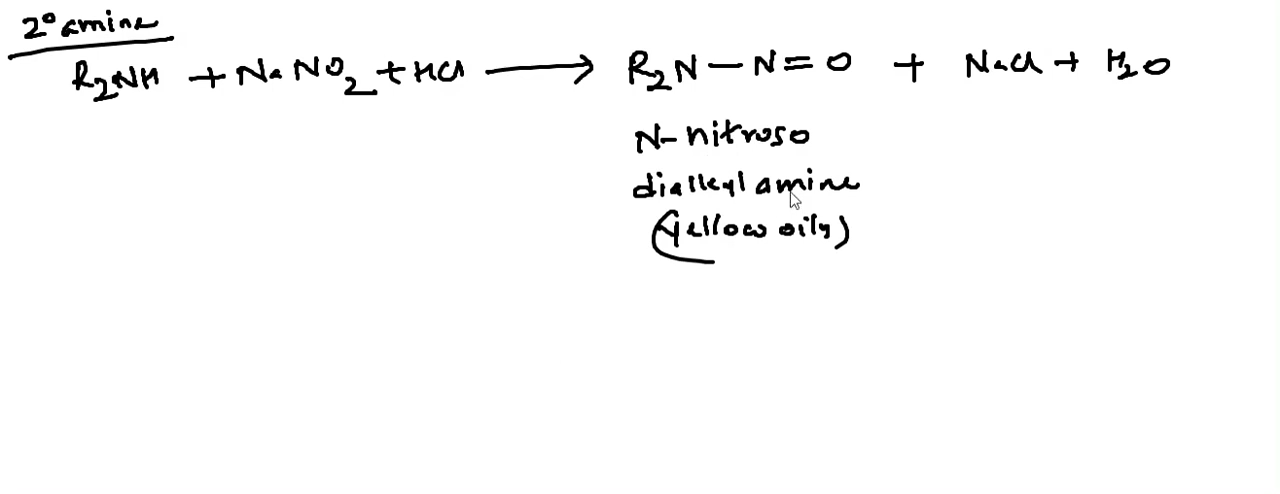 2° amine
R₂NH + NaNO₂ + HCl ⟶ R₂N – N = O + NaCl + H₂O
N-nitroso
dialkyl amine
(yellow oily)